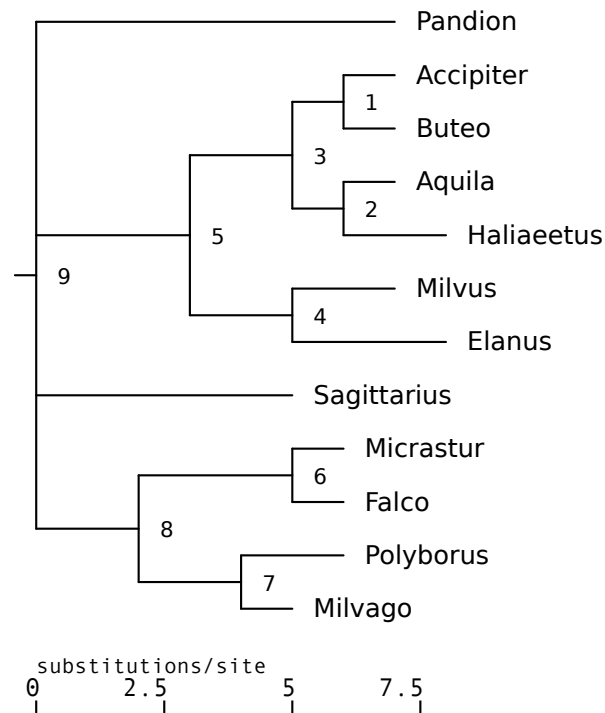 Pandion
Accipiter
1
Buteo
3
Aquila
2
Haliaeetus
5
9
Milvus
4
Elanus
Sagittarius
Micrastur
6
Falco
8
Polyborus
7
Milvago
substitutions/site
0 2.5 5 7.5